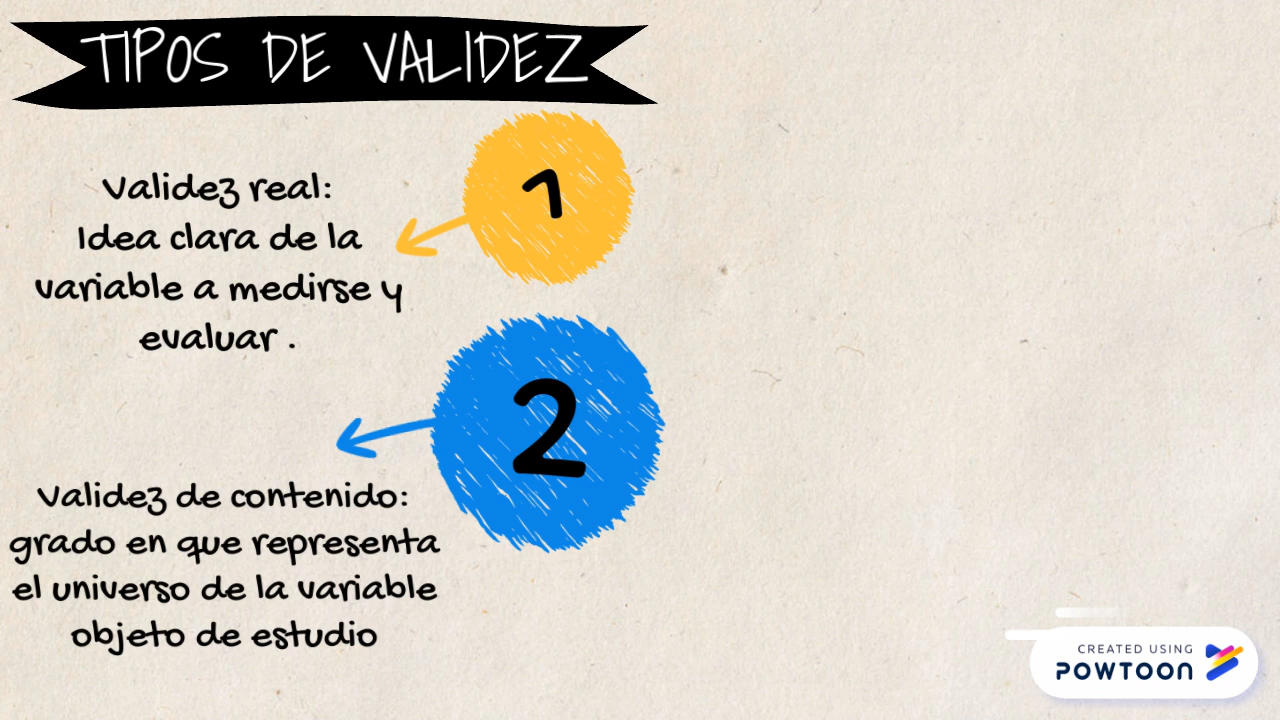 TIPOS DE VALIDEZ
1
Validez real:
Idea clara de la
variable a medirse y
evaluar .
2
Validez de contenido:
grado en que representa
el universo de la variable
objeto de estudio
CREATED USING
POWTOON